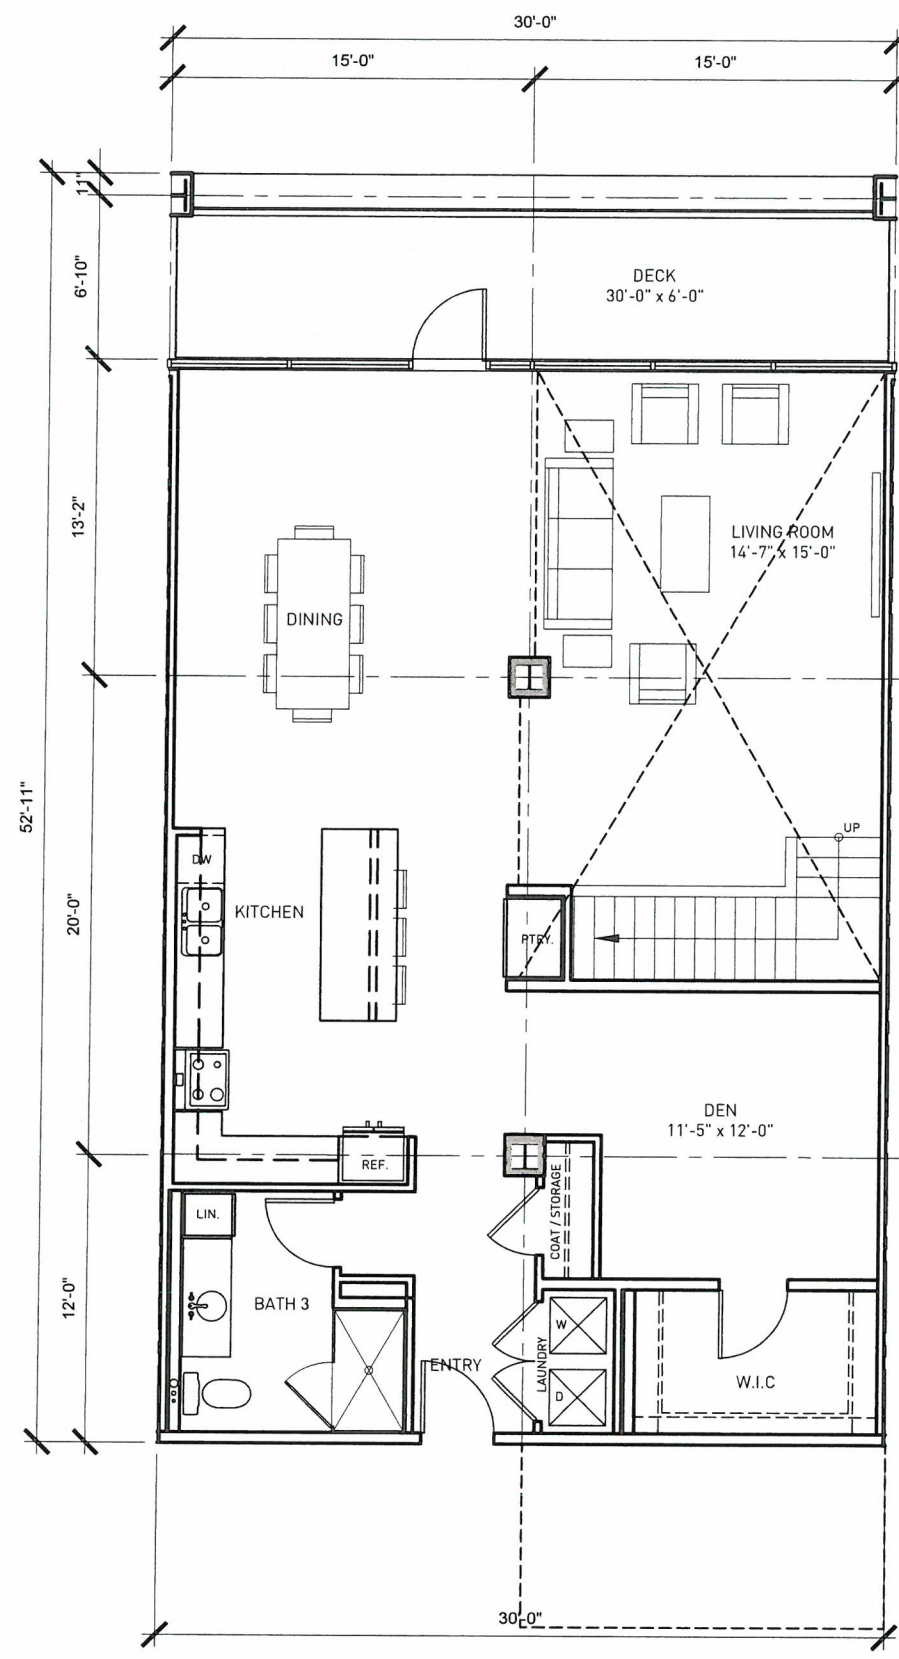 30'-0"
15'-0"
15'-0"
11"
6'-10"
DECK
30'-0" x 6'-0"
13'-2"
LIVING ROOM
14'-7" x 15'-0"
DINING
52'-11"
UP
DW
20'-0"
KITCHEN
PTRY.
DEN
11'-5" x 12'-0"
REF.
COAT / STORAGE
LIN.
12'-0"
BATH 3
W
LAUNDRY
ENTRY
W.I.C
D
30'-0"